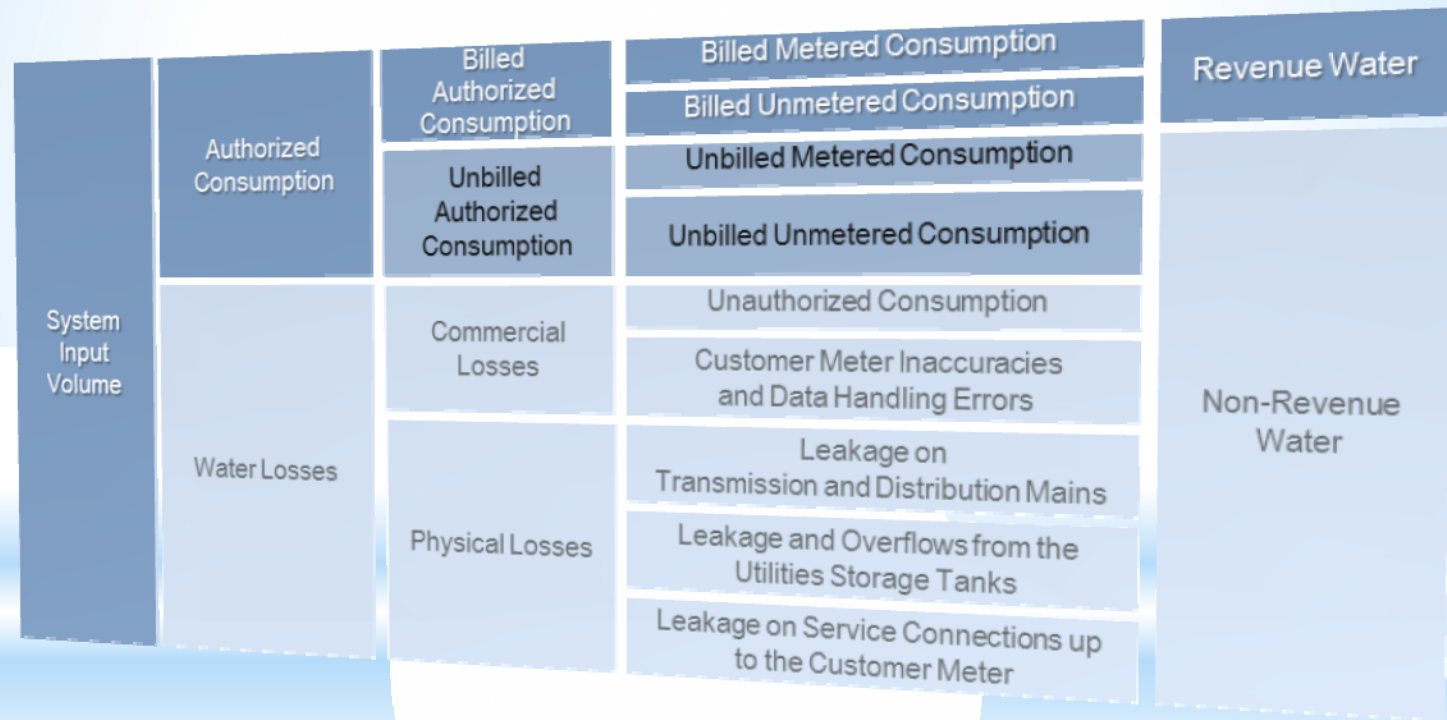 System
Input
Volume
Authorized
Consumption
Water Losses
Billed
Authorized
Consumption
Unbilled
Authorized
Consumption
Commercial
Losses
Physical Losses
Billed Metered Consumption
Billed Unmetered Consumption
Unbilled Metered Consumption
Unbilled Unmetered Consumption
Unauthorized Consumption
Customer Meter Inaccuracies
and Data Handling Errors
Leakage on
Transmission and Distribution Mains
Leakage and Overflows from the
Utilities Storage Tanks
Leakage on Service Connections up
to the Customer Meter
Revenue Water
Non-Revenue
Water